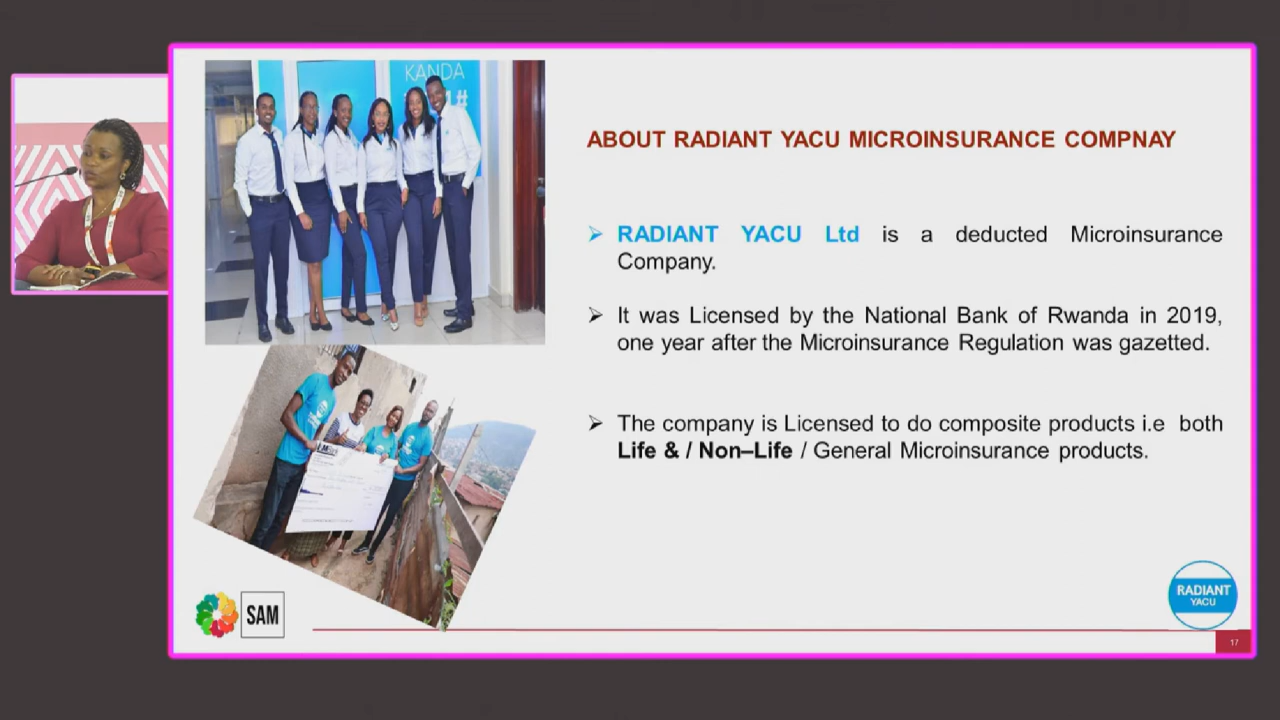 KANDA
ABOUT RADIANT YACU MICROINSURANCE COMPNAY
➢ RADIANT YACU Ltd is a deducted Microinsurance
Company.
➢ It was Licensed by the National Bank of Rwanda in 2019,
one year after the Microinsurance Regulation was gazetted.
➢ The company is Licensed to do composite products i.e both
Life & / Non–Life / General Microinsurance products.
SAM
RADIANT
YACU
17